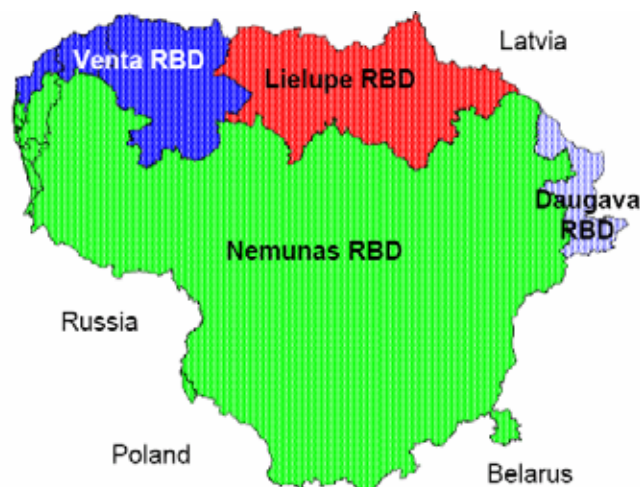 Latvia
Venta RBD
Lielupe RBD
Daugava
RBD
Nemunas RBD
Russia
Poland
Belarus